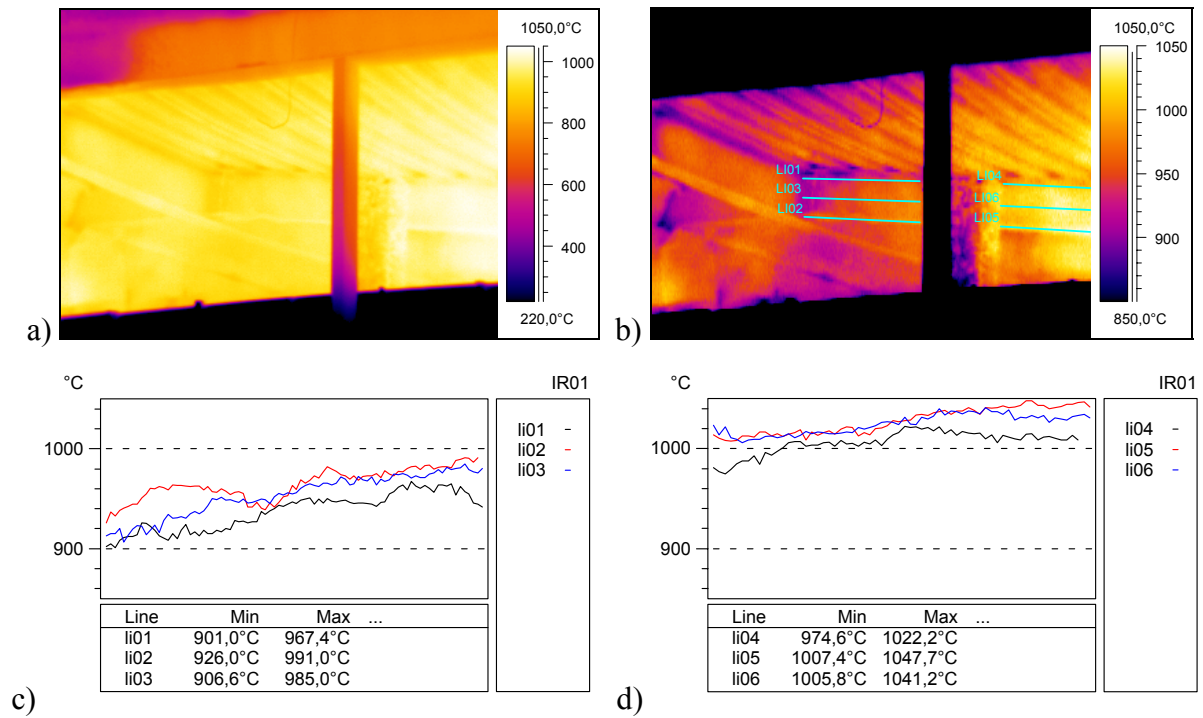 1050,0°C
1000
800
600
400
220,0°C
a)
LI01
LI03
LI02
LI04
LI06
LI05
1050,0°C
1050
1000
950
900
850,0°C
b)
°C
IR01
1000
900
li01 -
li02 -
li03 -
Line Min Max ...
li01 901,0°C 967,4°C
li02 926,0°C 991,0°C
li03 906,6°C 985,0°C
c)
°C
IR01
1000
900
li04 -
li05 -
li06 -
Line Min Max ...
li04 974,6°C 1022,2°C
li05 1007,4°C 1047,7°C
li06 1005,8°C 1041,2°C
d)